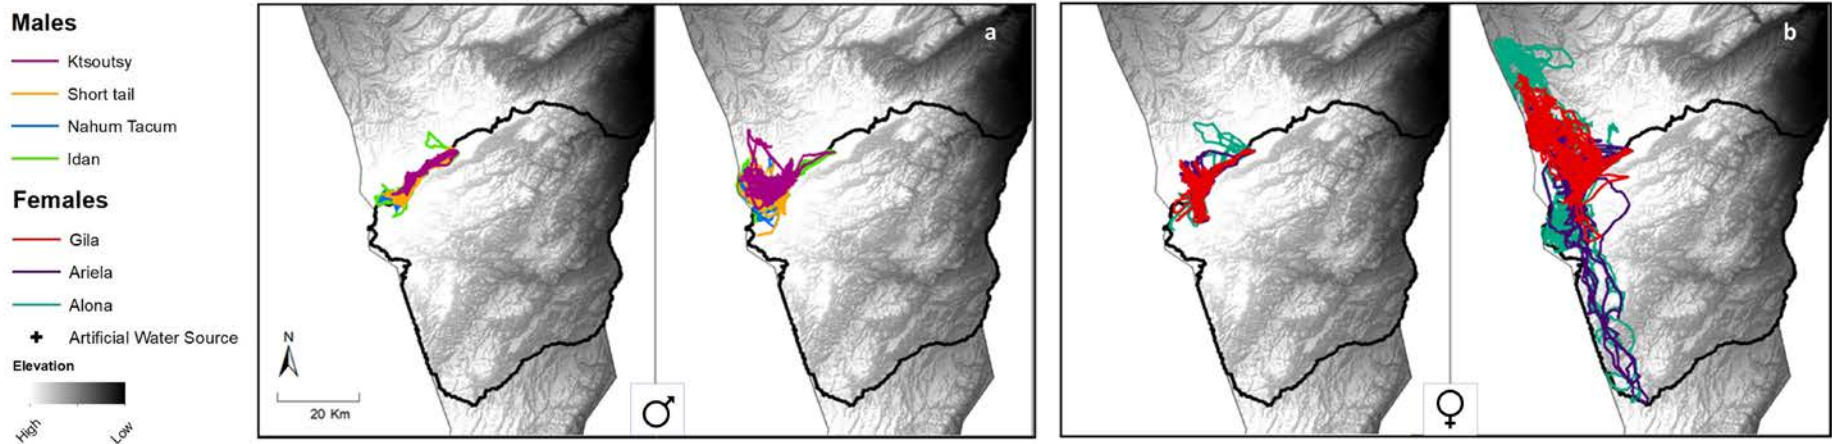 Males
Ktsoutsy
Short tail
Nahum Tacum
Idan
Females
Gila
Ariela
Alona
Artificial Water Source
Elevation
High
Low
a
N
20 Km
♂
b
♀